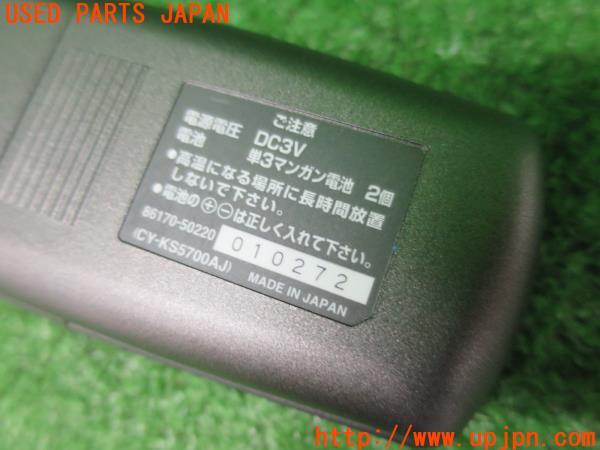 USED PARTS JAPAN
ご注意
電源電圧 DC3V
電池 単3マンガン電池 2個
●高温になる場所に長時間放置
しないで下さい。
●電池の⊕⊖は正しく入れて下さい。
86170-50220 010272
(CY-KS5700AJ) MADE IN JAPAN
http://www.upjpn.com